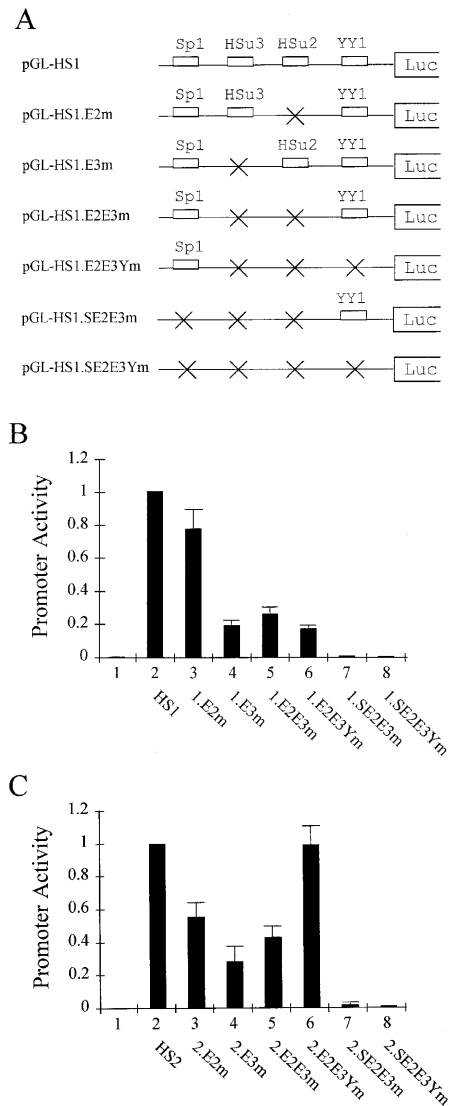 A
Sp1 HSu3 HSu2 YY1
pGL-HS1 Luc
Sp1 HSu3 YY1
pGL-HS1.E2m Luc
Sp1 HSu2 YY1
pGL-HS1.E3m Luc
Sp1 YY1
pGL-HS1.E2E3m Luc
Sp1
pGL-HS1.E2E3Ym Luc
YY1
pGL-HS1.SE2E3m Luc
pGL-HS1.SE2E3Ym Luc
B
Promoter Activity
1.2
1
0.8
0.6
0.4
0.2
0
1 2 3 4 5 6 7 8
HS1 1.E2m 1.E3m 1.E2E3m 1.E2E3Ym 1.SE2E3m 1.SE2E3Ym
C
Promoter Activity
1.2
1
0.8
0.6
0.4
0.2
0
1 2 3 4 5 6 7 8
HS2 2.E2m 2.E3m 2.E2E3m 2.E2E3Ym 2.SE2E3m 2.SE2E3Ym